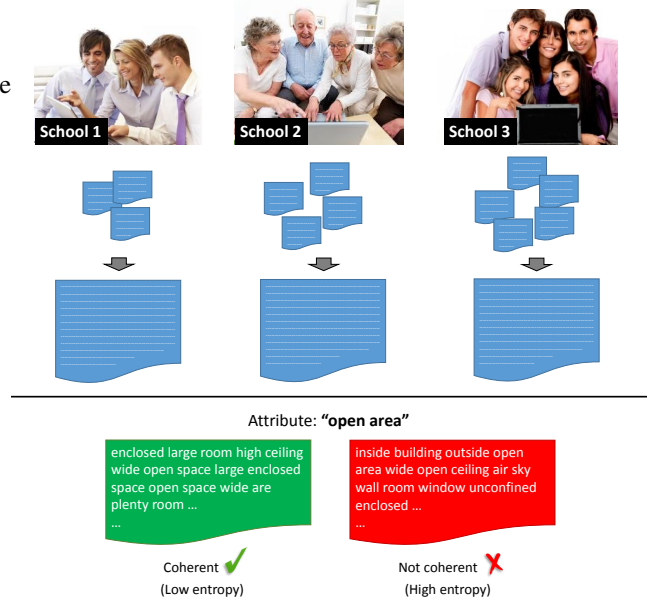 e
School 1
School 2
School 3
Attribute: "open area"
enclosed large room high ceiling
wide open space large enclosed
space open space wide are
plenty room ...
...
inside building outside open
area wide open ceiling air sky
wall room window unconfined
enclosed ...
...
Coherent ✓
(Low entropy)
Not coherent ✗
(High entropy)